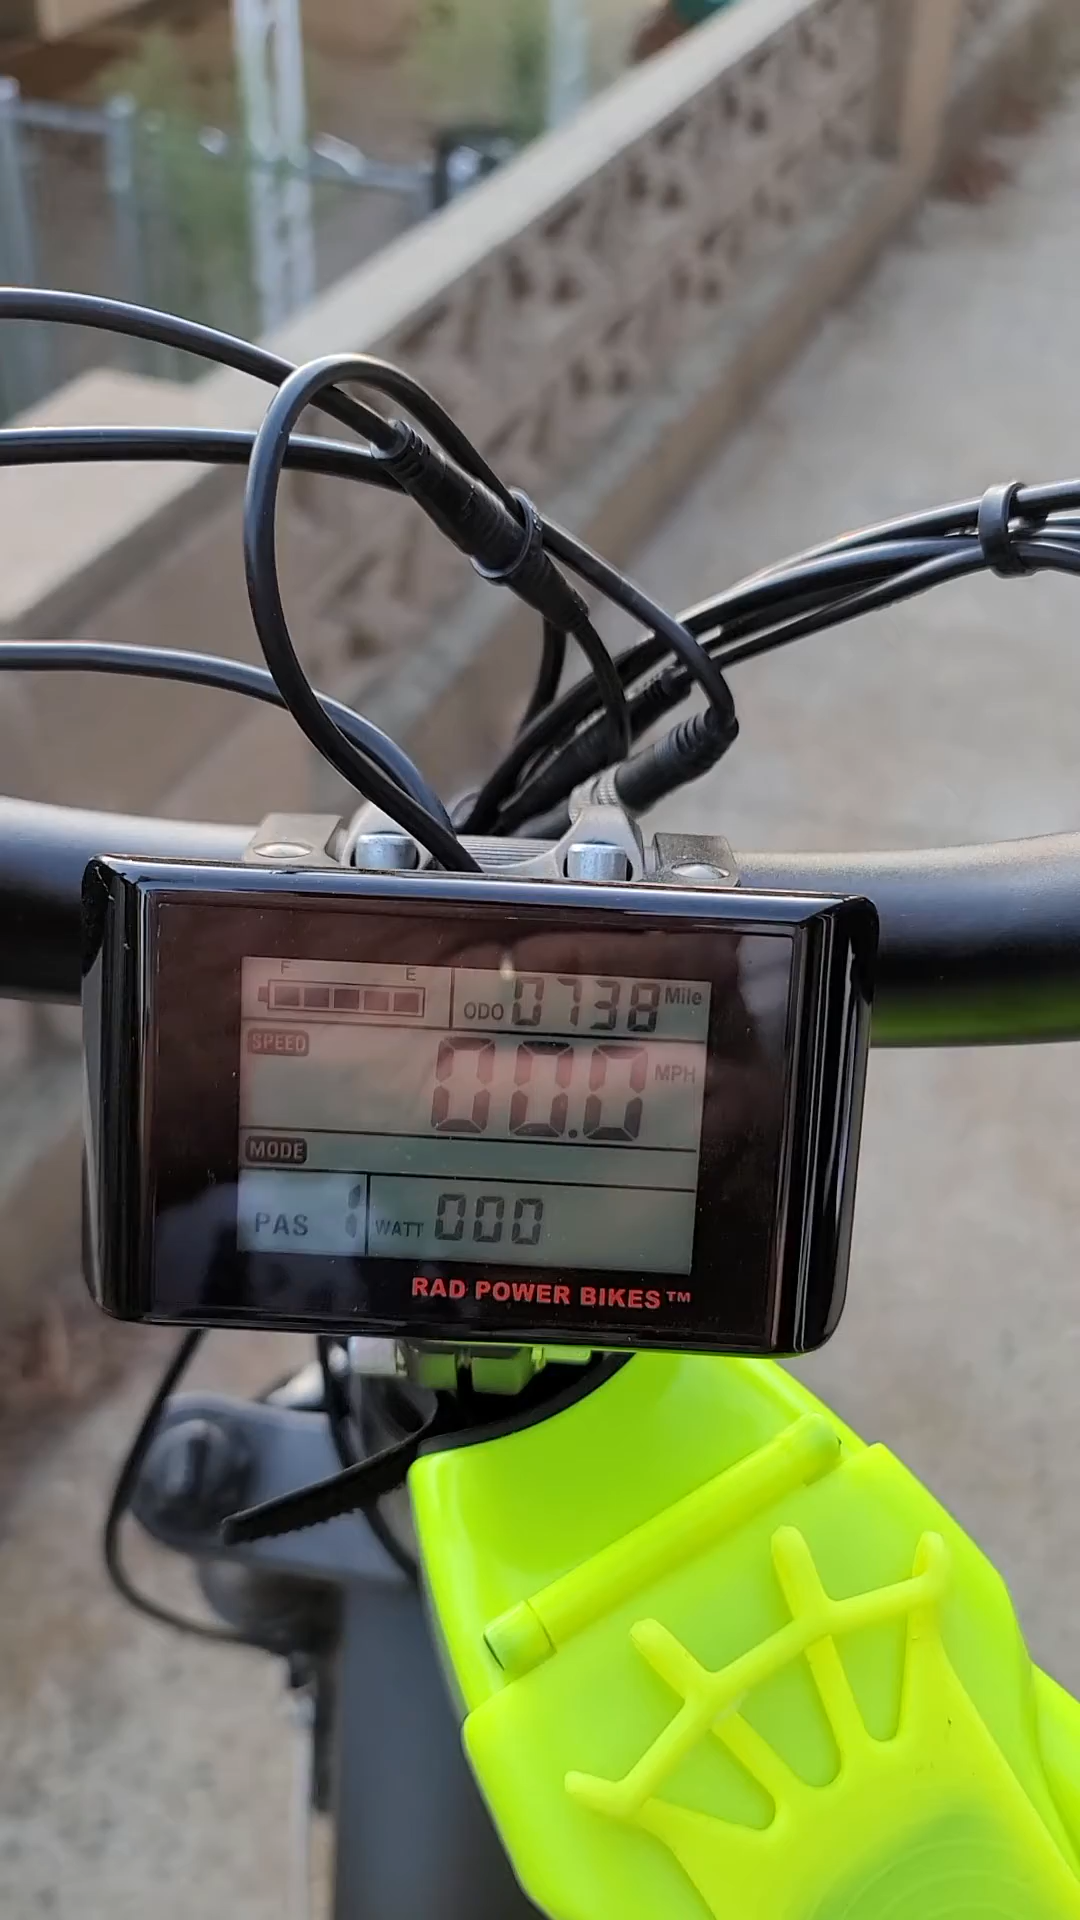 F E
ODO 0738 Mile
SPEED
00.0 MPH
MODE
PAS 1 WATT 000
RAD POWER BIKES™